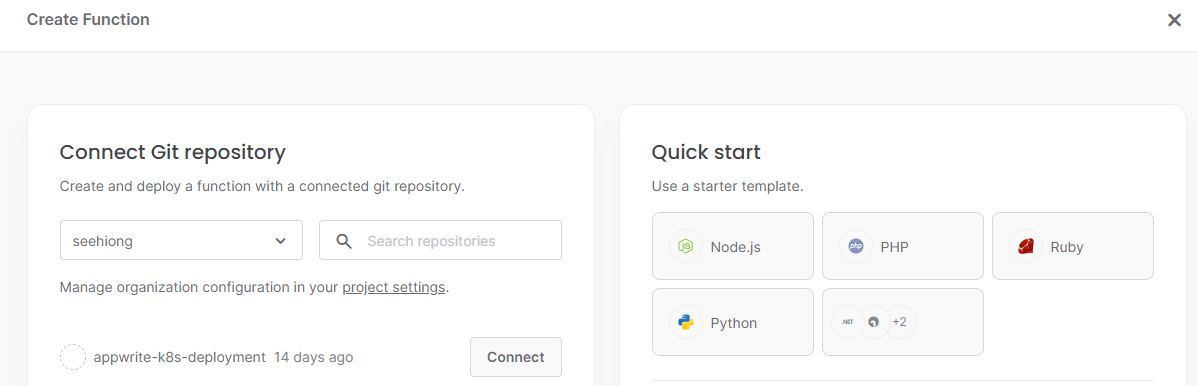 Create Function
Connect Git repository
Create and deploy a function with a connected git repository.
seehiong
Search repositories
Manage organization configuration in your project settings.
appwrite-k8s-deployment 14 days ago
Connect
Quick start
Use a starter template.
JS Node.js
php PHP
Ruby
Python
.NET +2